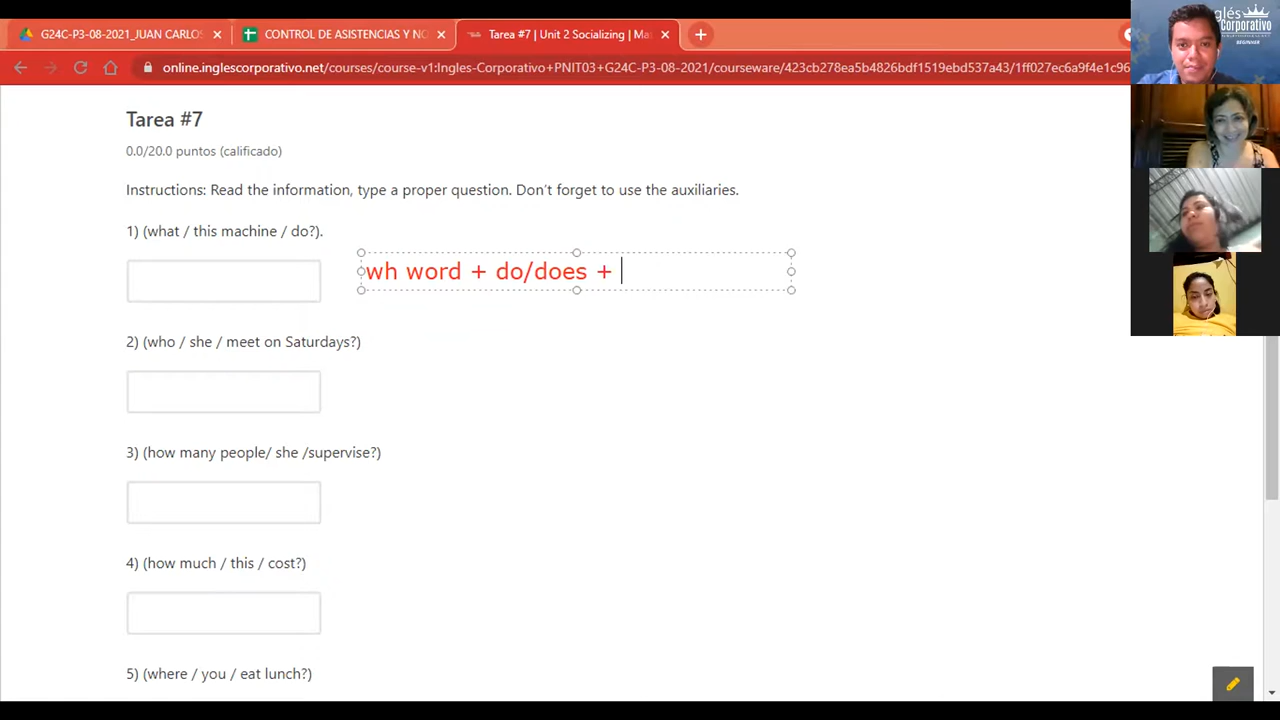 G24C-P3-08-2021_JUAN CARLOS
CONTROL DE ASISTENCIAS Y NO
Tarea #7 | Unit 2 Socializing | Ma
online.inglescorporativo.net/courses/course-v1:Ingles-Corporativo+PNIT03+G24C-P3-08-2021/courseware/423cb278ea5b4826bdf1519ebd537a43/1ff027ec6a9f4e1c96
glés
Corporativo
BEGINNER
Tarea #7
0.0/20.0 puntos (calificado)
Instructions: Read the information, type a proper question. Don't forget to use the auxiliaries.
1) (what / this machine / do?).
wh word + do/does +
2) (who / she / meet on Saturdays?)
3) (how many people/ she /supervise?)
4) (how much / this / cost?)
5) (where / you / eat lunch?)